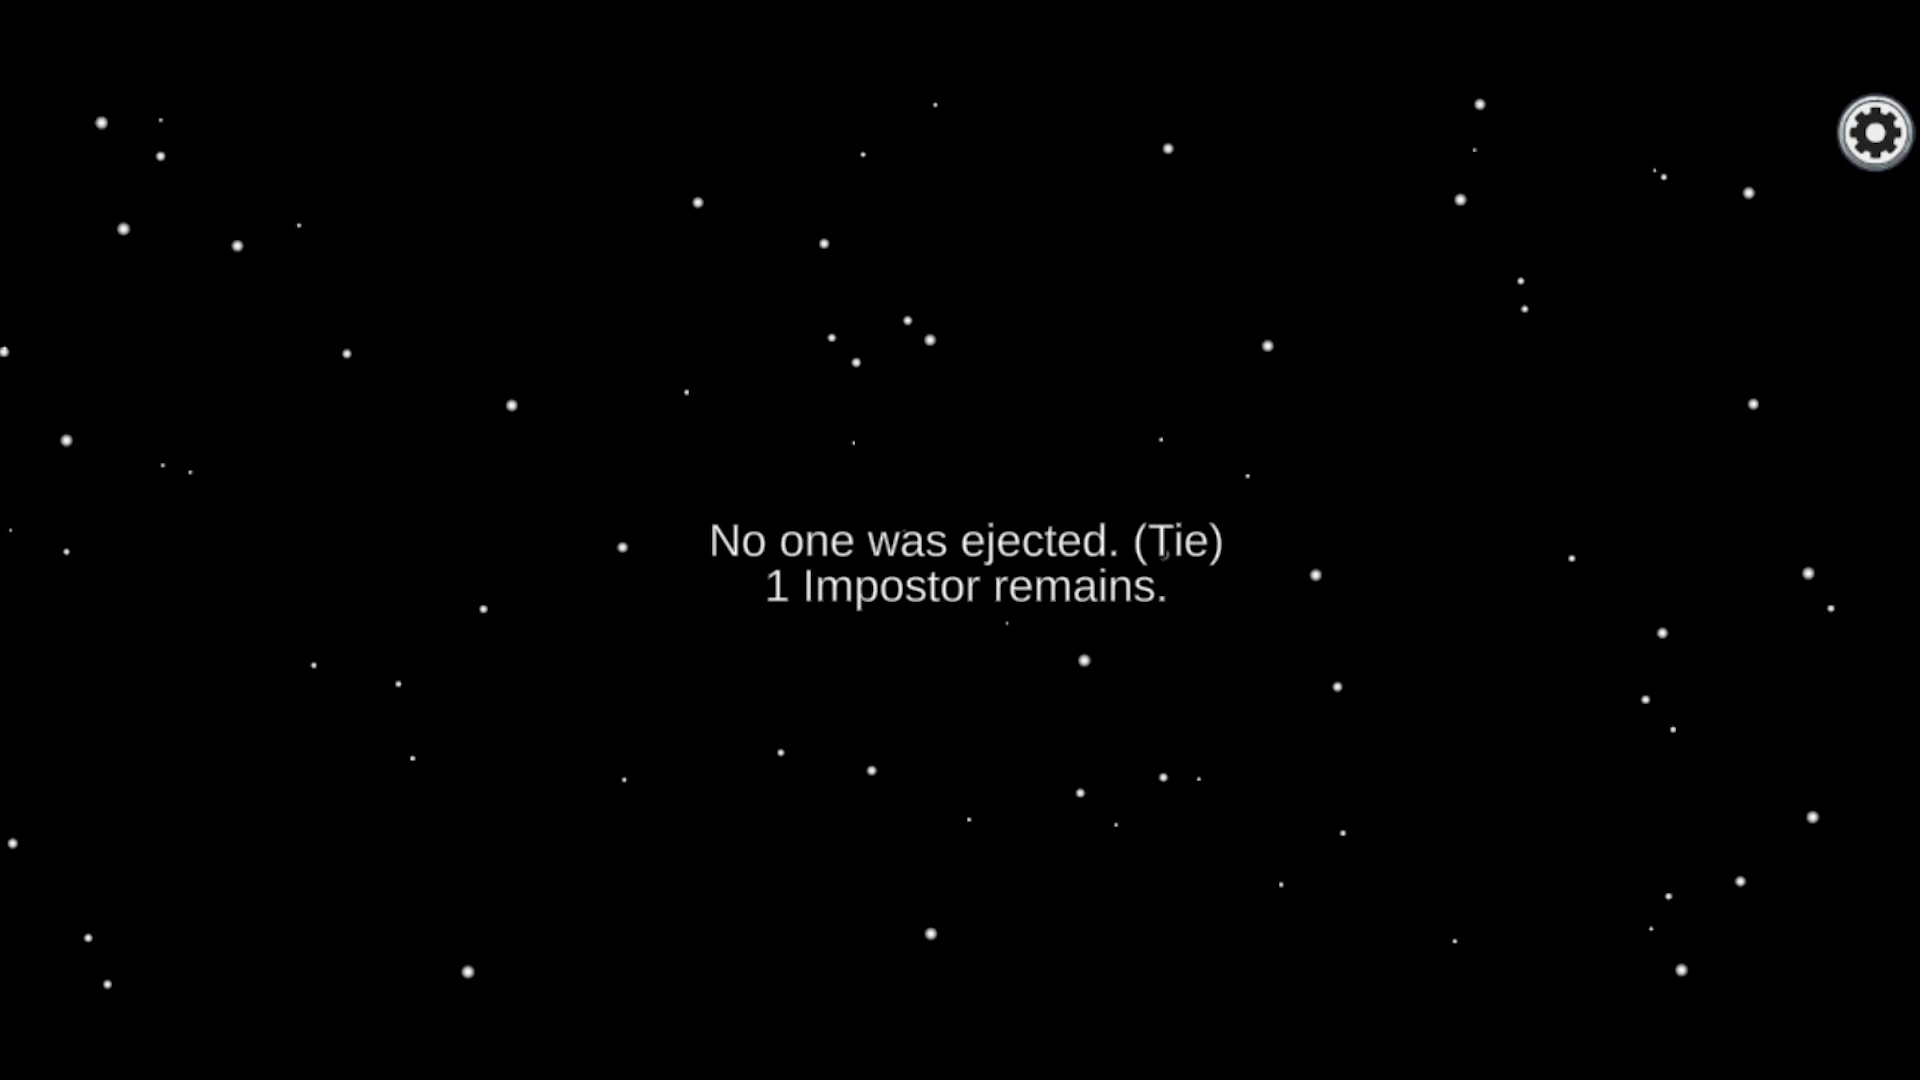 No one was ejected. (Tie)
1 Impostor remains.